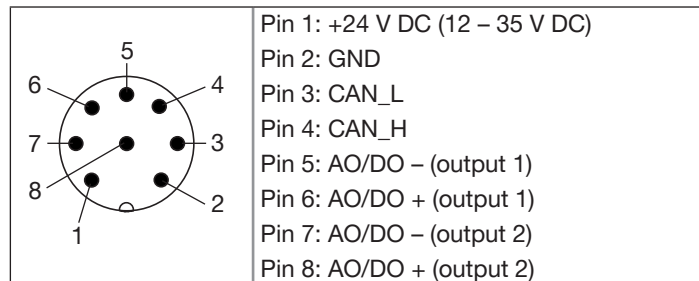 5
6
4
7
3
8
2
1
Pin 1: +24 V DC (12 – 35 V DC)
Pin 2: GND
Pin 3: CAN_L
Pin 4: CAN_H
Pin 5: AO/DO – (output 1)
Pin 6: AO/DO + (output 1)
Pin 7: AO/DO – (output 2)
Pin 8: AO/DO + (output 2)